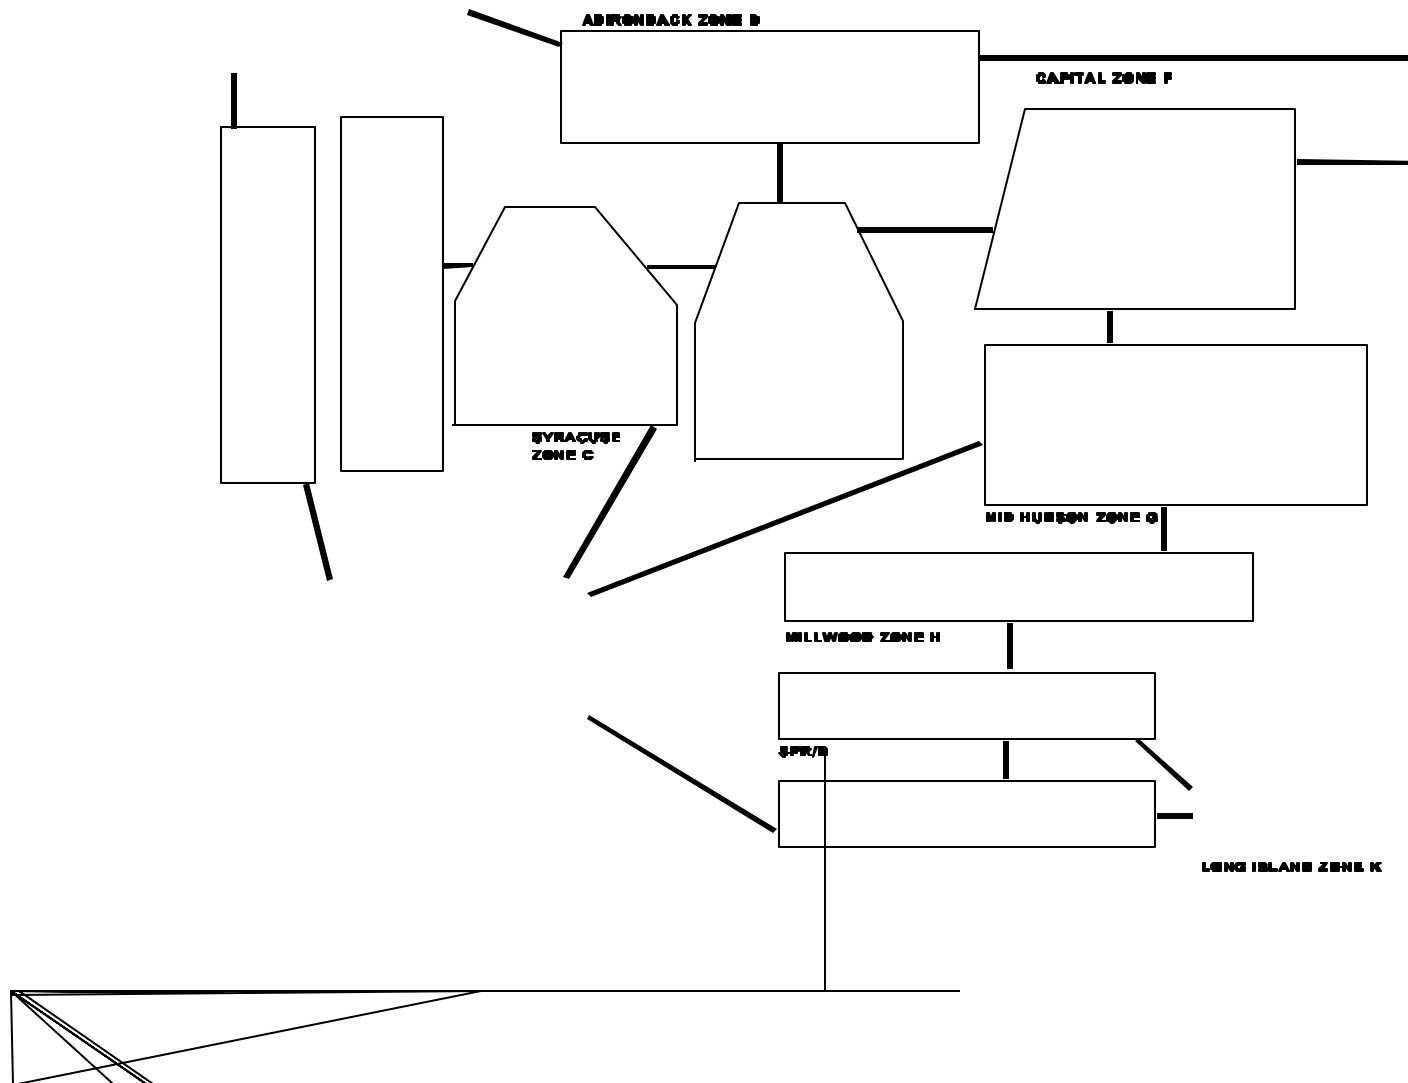 ADIRONDACK ZONE D
CAPITAL ZONE F
SYRACUSE
ZONE C
MID HUDSON ZONE G
MILLWOOD ZONE H
SPR/D
LONG ISLAND ZONE K